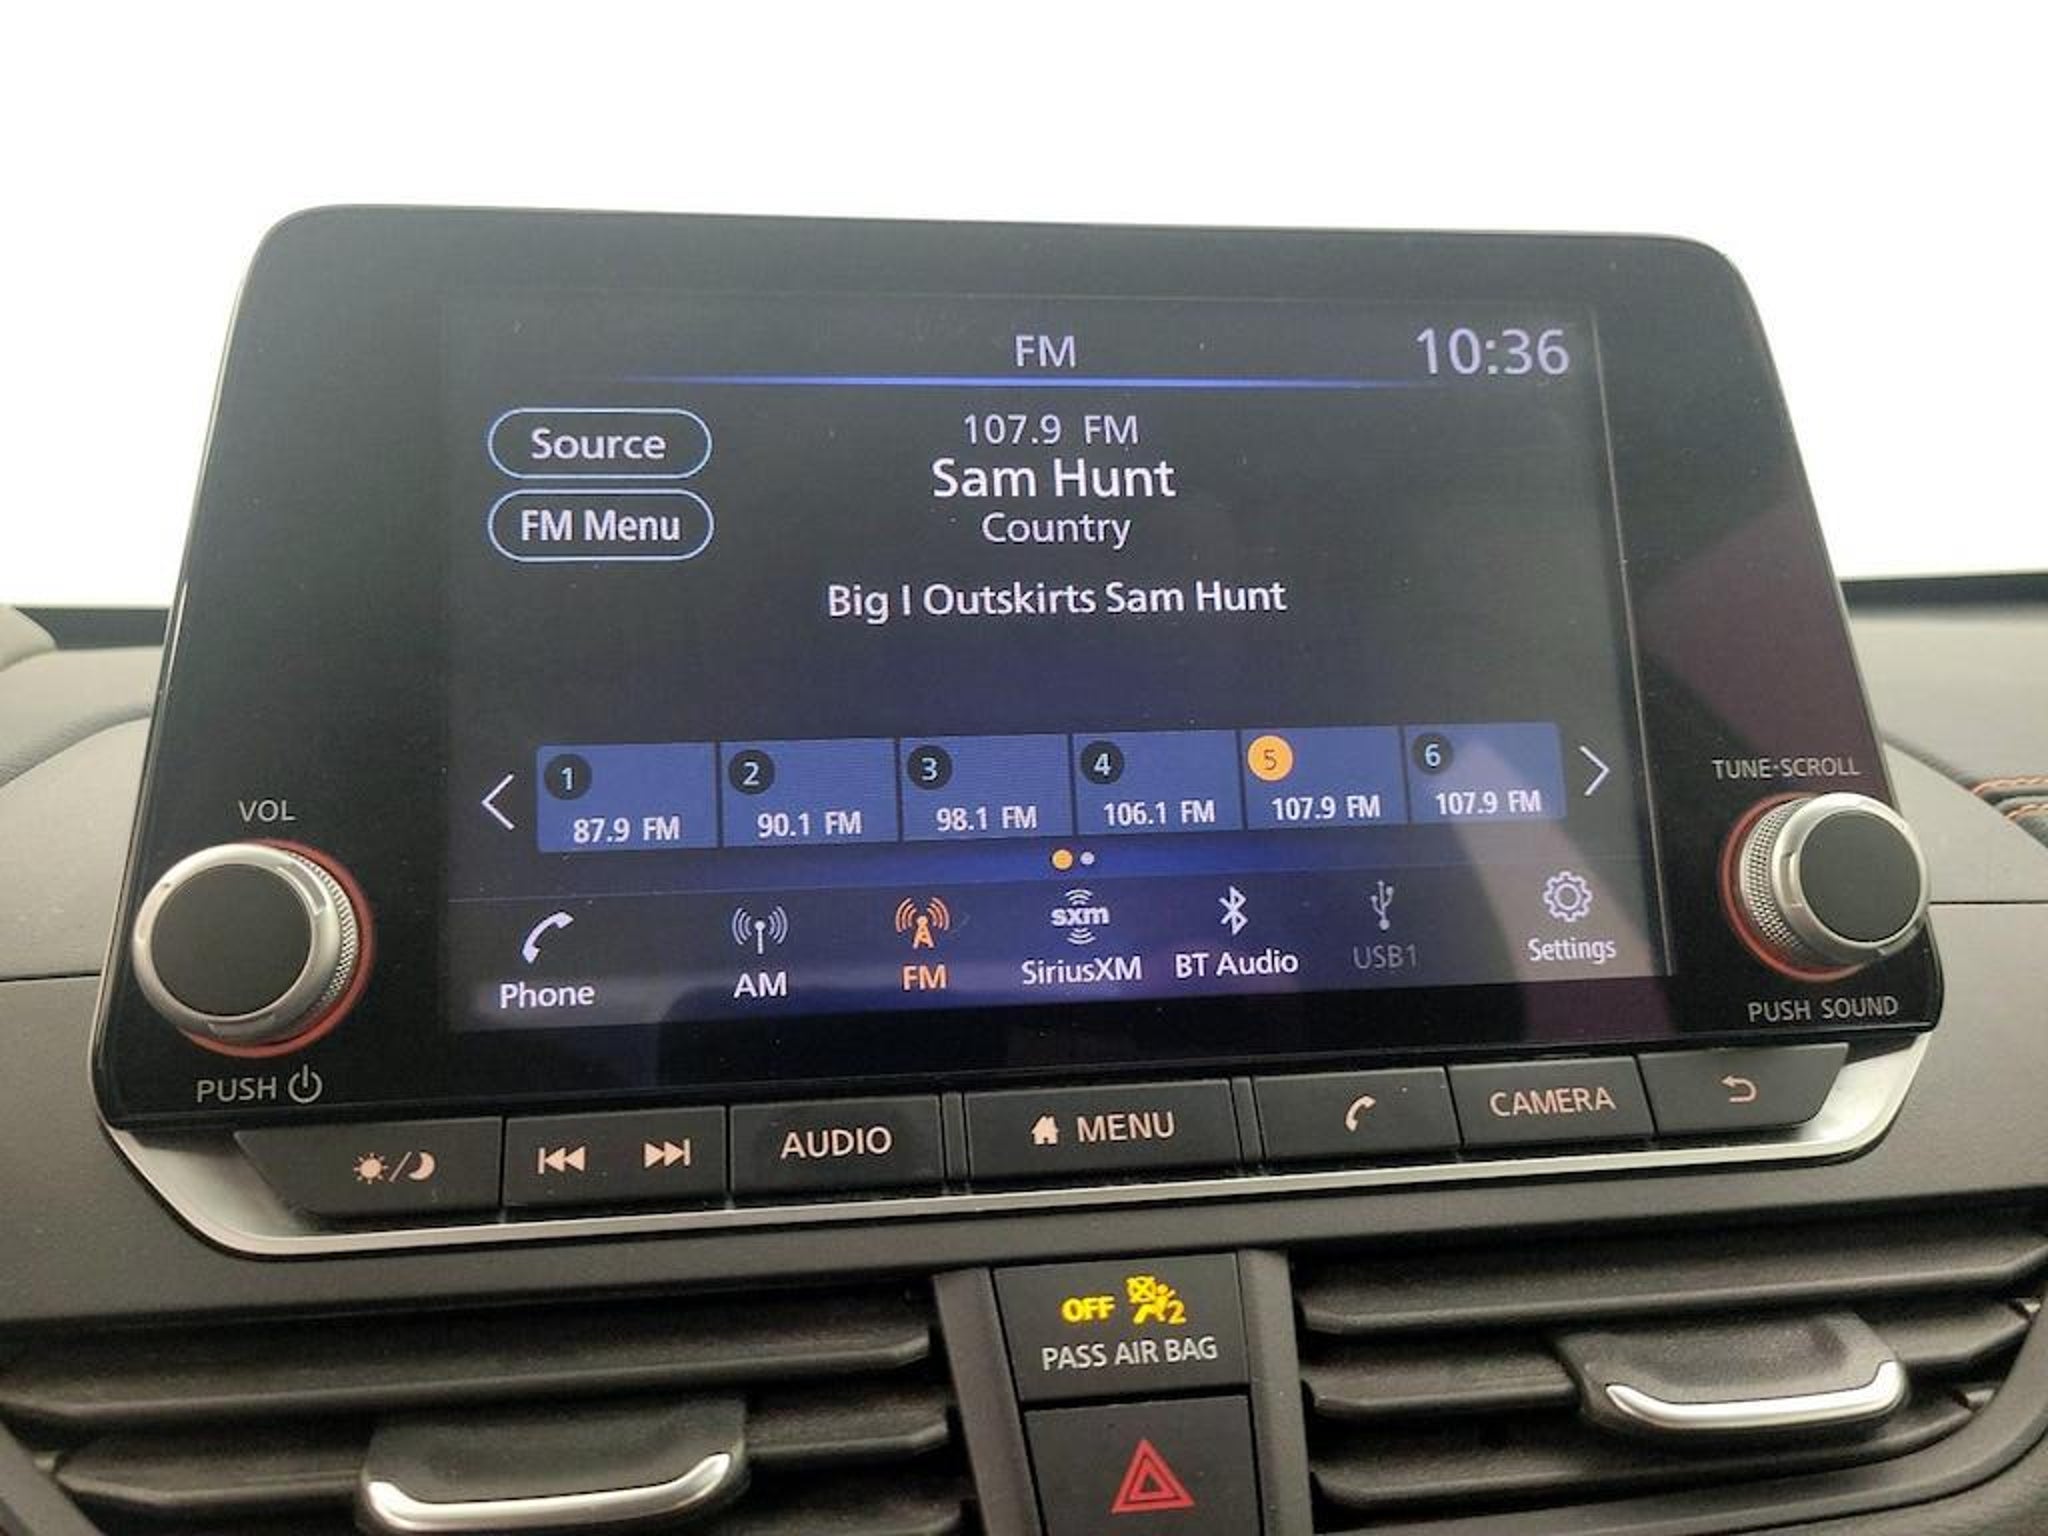 FM
10:36
Source
107.9 FM
Sam Hunt
FM Menu
Country
Big I Outskirts Sam Hunt
1
2
3
4
5
6
87.9 FM
90.1 FM
98.1 FM
106.1 FM
107.9 FM
107.9 FM
VOL
TUNE·SCROLL
Phone
AM
FM
sxm
SiriusXM
BT Audio
USB1
Settings
PUSH
PUSH SOUND
AUDIO
MENU
CAMERA
OFF 2
PASS AIR BAG